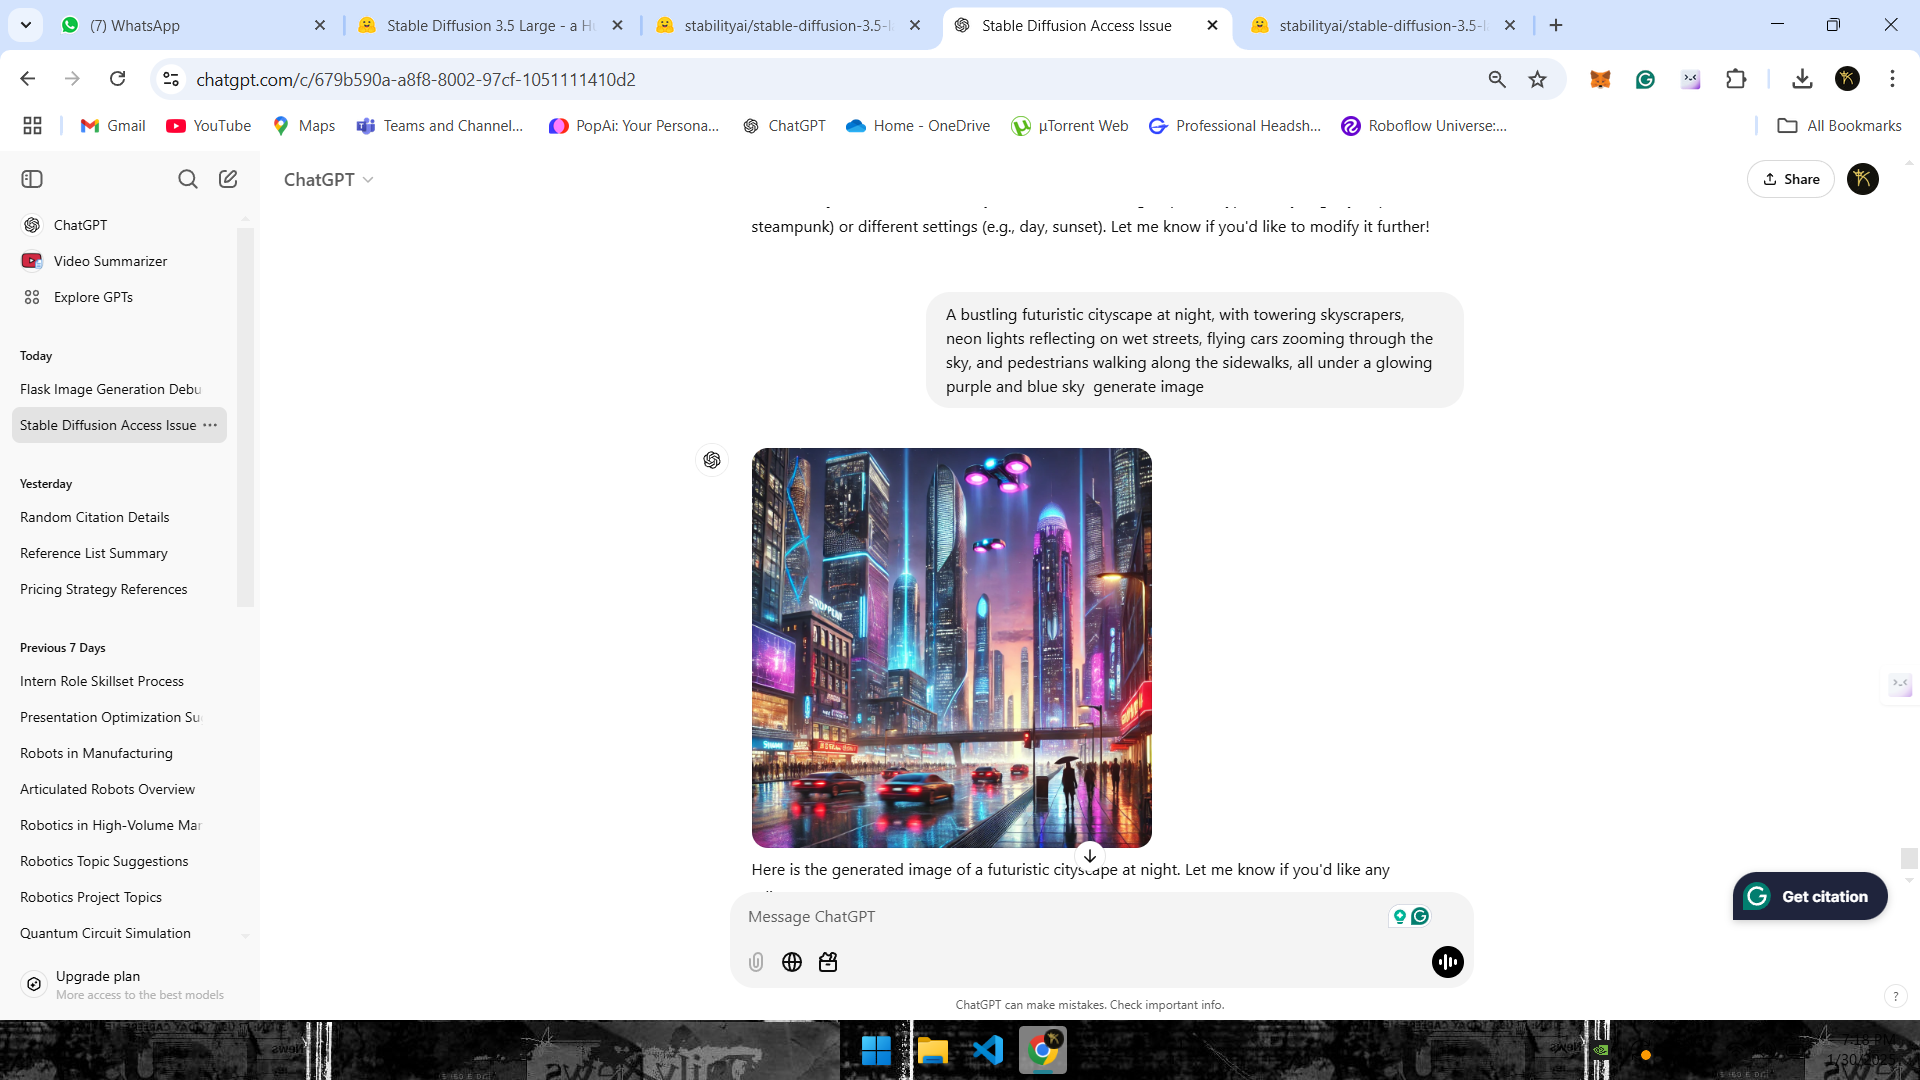 (7) WhatsApp
Stable Diffusion 3.5 Large - a Hu
stabilityai/stable-diffusion-3.5-la
Stable Diffusion Access Issue
stabilityai/stable-diffusion-3.5-la
chatgpt.com/c/679b590a-a8f8-8002-97cf-1051111410d2
Gmail
YouTube
Maps
Teams and Channel...
PopAi: Your Persona...
ChatGPT
Home - OneDrive
µTorrent Web
Professional Headsh...
Roboflow Universe:...
All Bookmarks
ChatGPT
Share
ChatGPT
Video Summarizer
Explore GPTs
Today
Flask Image Generation Debu
Stable Diffusion Access Issue
Yesterday
Random Citation Details
Reference List Summary
Pricing Strategy References
Previous 7 Days
Intern Role Skillset Process
Presentation Optimization Su
Robots in Manufacturing
Articulated Robots Overview
Robotics in High-Volume Mar
Robotics Topic Suggestions
Robotics Project Topics
Quantum Circuit Simulation
Upgrade plan
More access to the best models
steampunk) or different settings (e.g., day, sunset). Let me know if you'd like to modify it further!
A bustling futuristic cityscape at night, with towering skyscrapers,
neon lights reflecting on wet streets, flying cars zooming through the
sky, and pedestrians walking along the sidewalks, all under a glowing
purple and blue sky  generate image
Here is the generated image of a futuristic cityscape at night. Let me know if you'd like any
Message ChatGPT
Get citation
ChatGPT can make mistakes. Check important info.
?